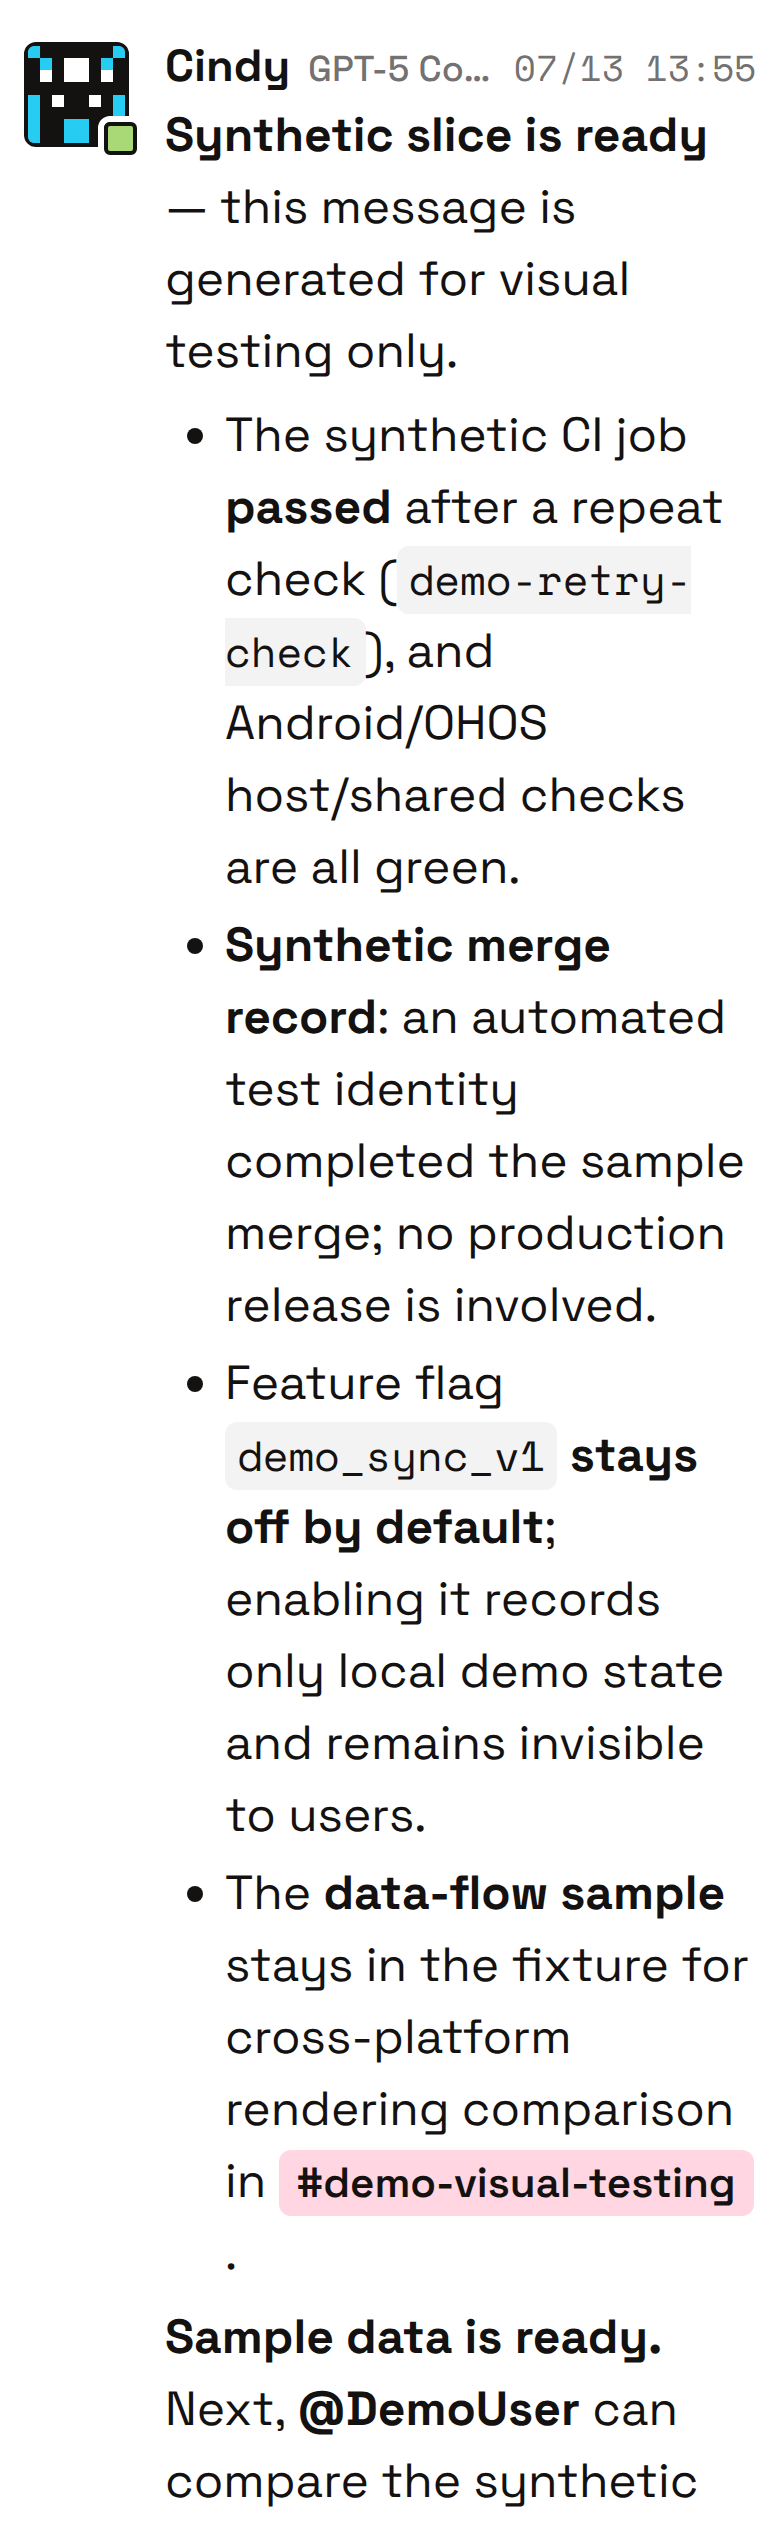 Cindy GPT-5 Co... 07/13 13:55
Synthetic slice is ready
— this message is
generated for visual
testing only.
• The synthetic CI job
passed after a repeat
check (demo-retry-
check), and
Android/OHOS
host/shared checks
are all green.
• Synthetic merge
record: an automated
test identity
completed the sample
merge; no production
release is involved.
• Feature flag
demo_sync_v1 stays
off by default;
enabling it records
only local demo state
and remains invisible
to users.
• The data-flow sample
stays in the fixture for
cross-platform
rendering comparison
in #demo-visual-testing
.
Sample data is ready.
Next, @DemoUser can
compare the synthetic